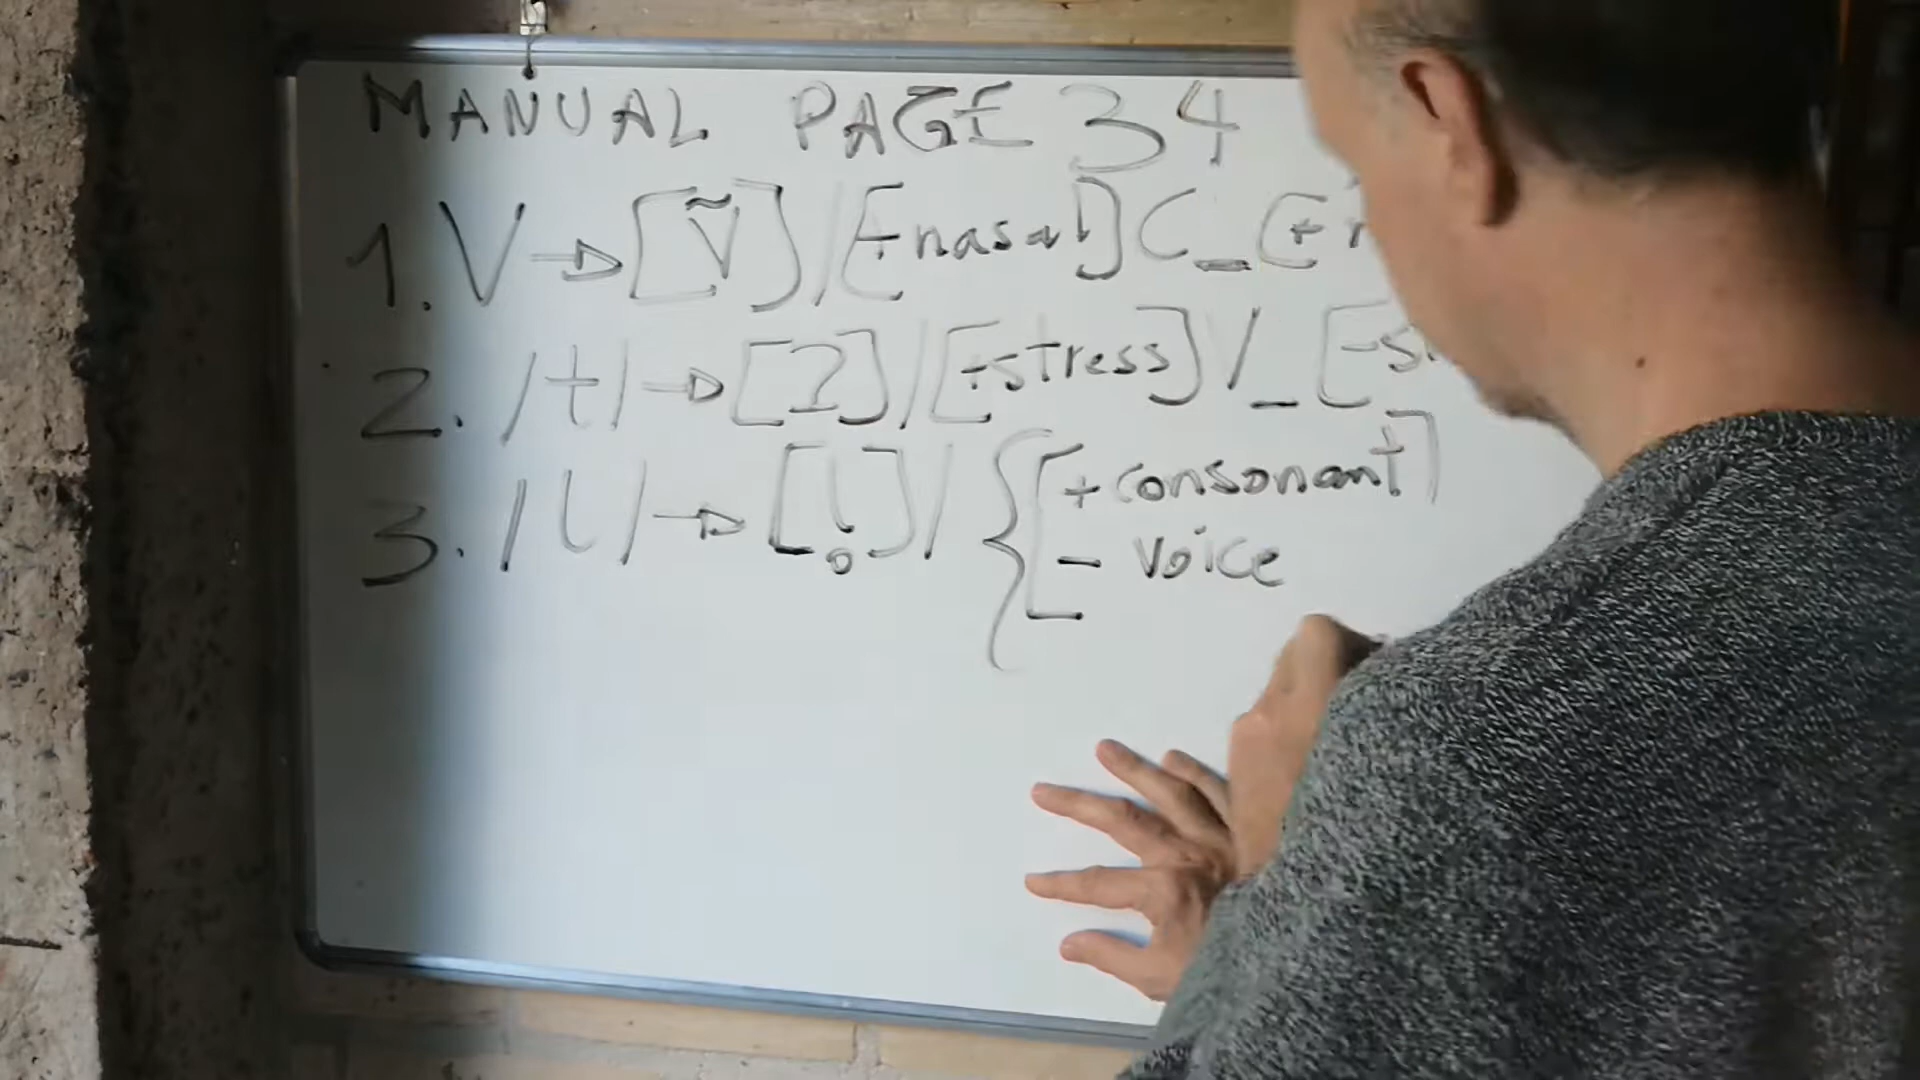 MANUAL PAGE 34
1. V → [Ṽ] / [+nasal] C _ [+
2. /t/ → [ʔ] / [+stress] V _ [-s
3. /l/ → [l̥] / { [+consonant]
- voice